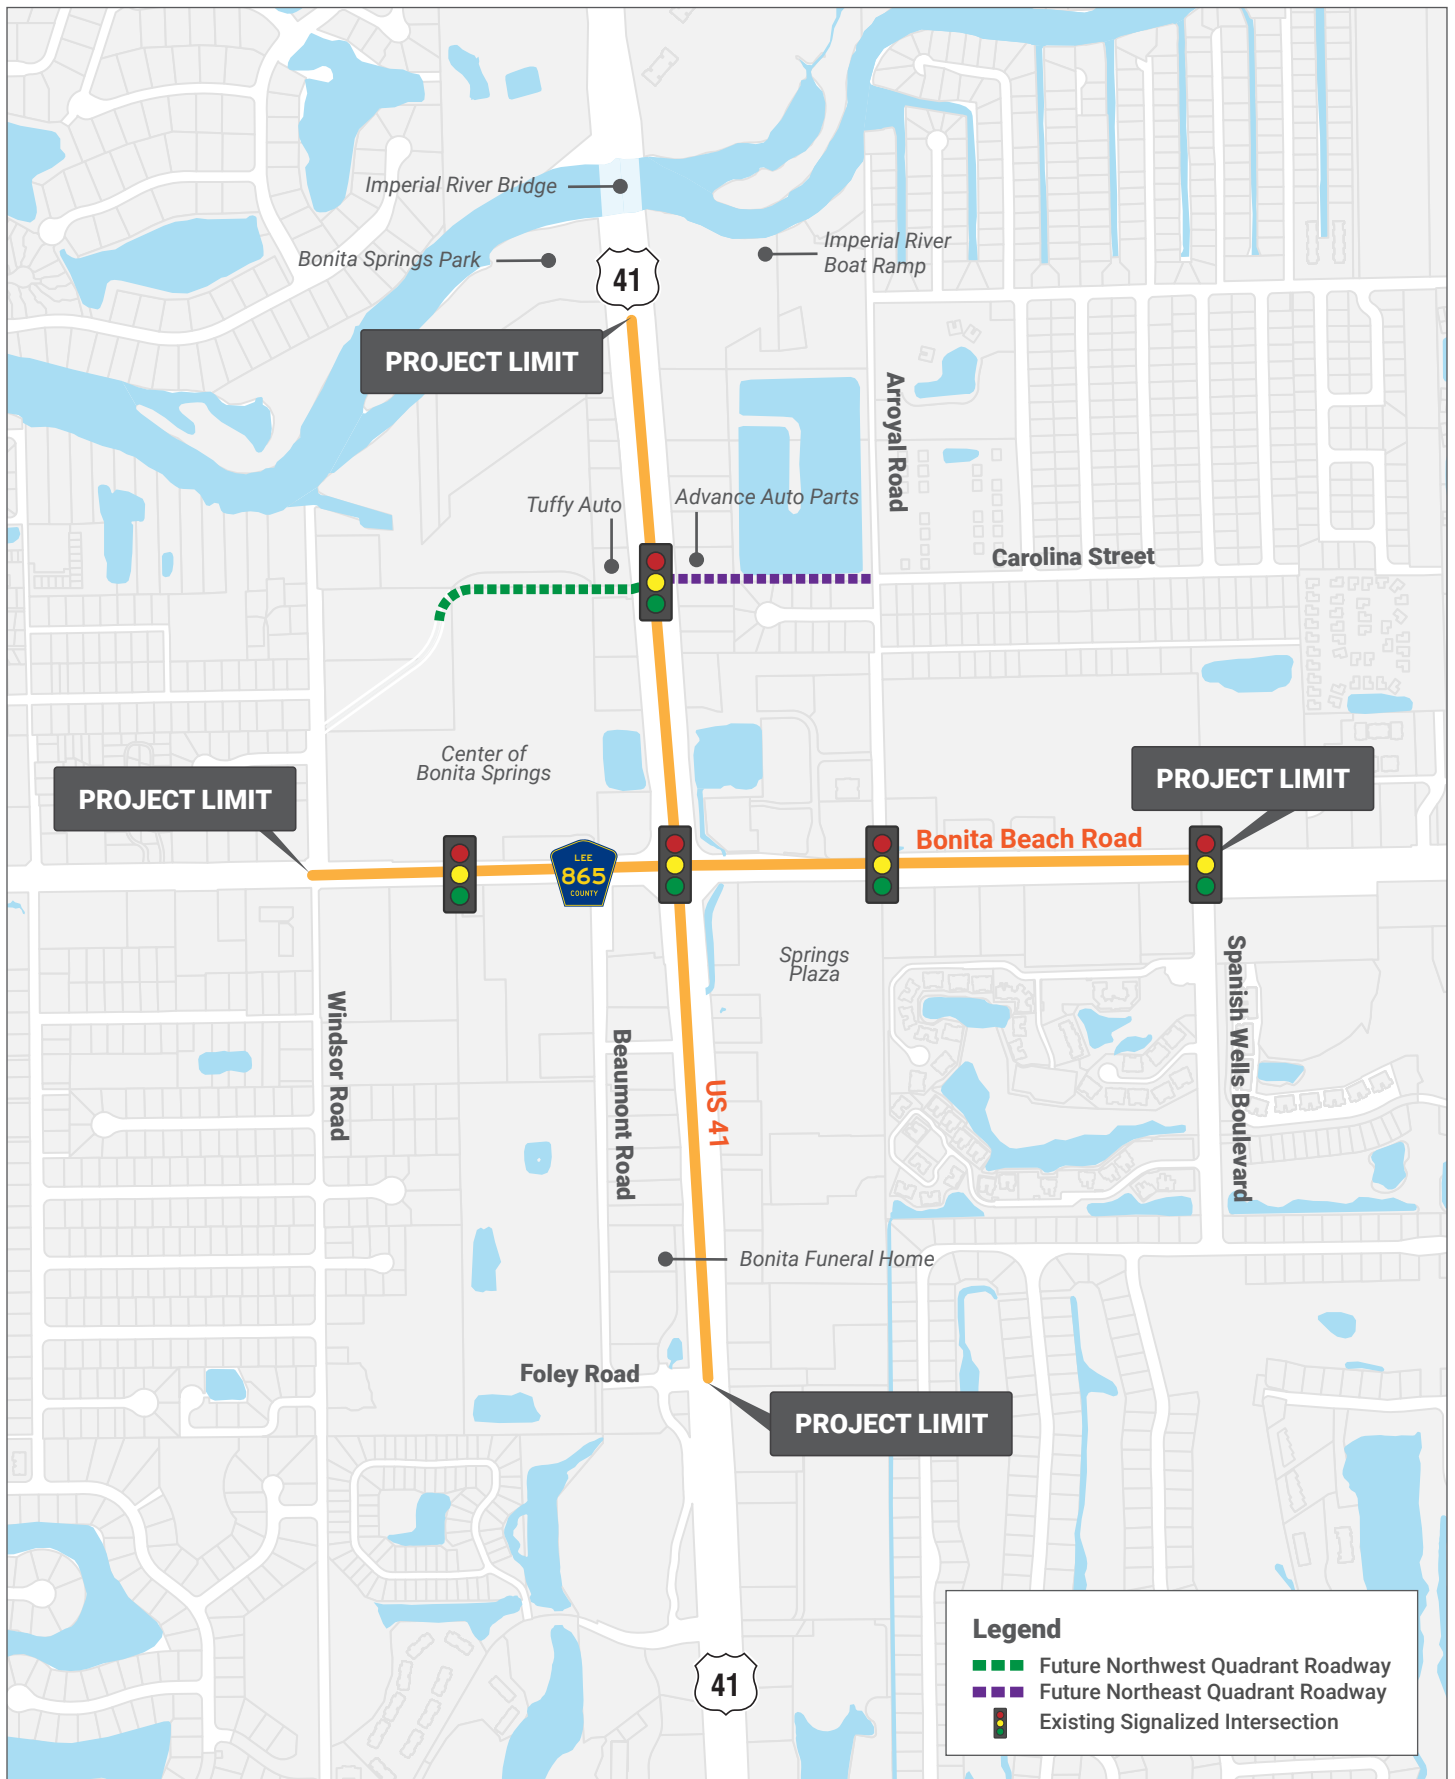 Imperial River Bridge
Bonita Springs Park
Imperial River
Boat Ramp
41
PROJECT LIMIT
Arroyal Road
Tuffy Auto
Advance Auto Parts
Carolina Street
Center of
Bonita Springs
PROJECT LIMIT
PROJECT LIMIT
Bonita Beach Road
LEE
865
COUNTY
Springs
Plaza
Windsor Road
Beaumont Road
US 41
Spanish Wells Boulevard
Bonita Funeral Home
Foley Road
PROJECT LIMIT
41
Legend
Future Northwest Quadrant Roadway
Future Northeast Quadrant Roadway
Existing Signalized Intersection